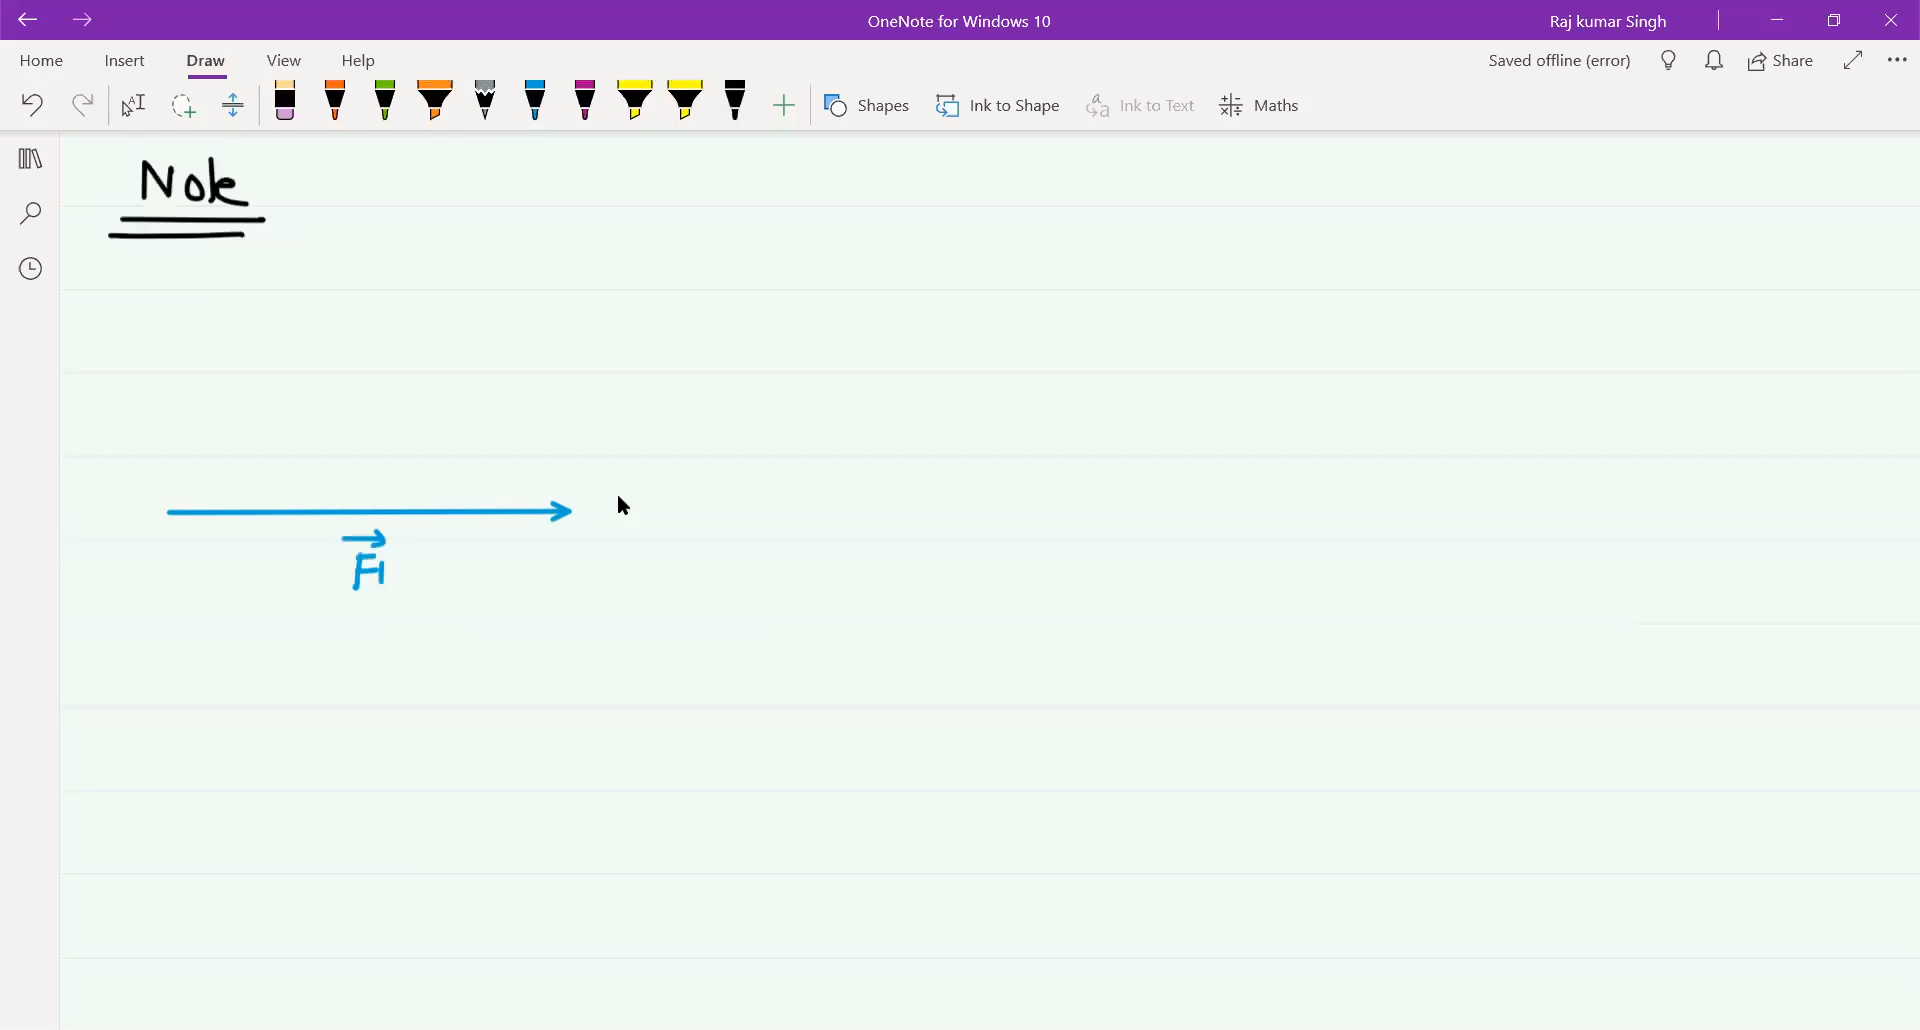 OneNote for Windows 10
Raj kumar Singh
Home Insert Draw View Help
Saved offline (error) Share
Shapes Ink to Shape Ink to Text Maths
Note
F1